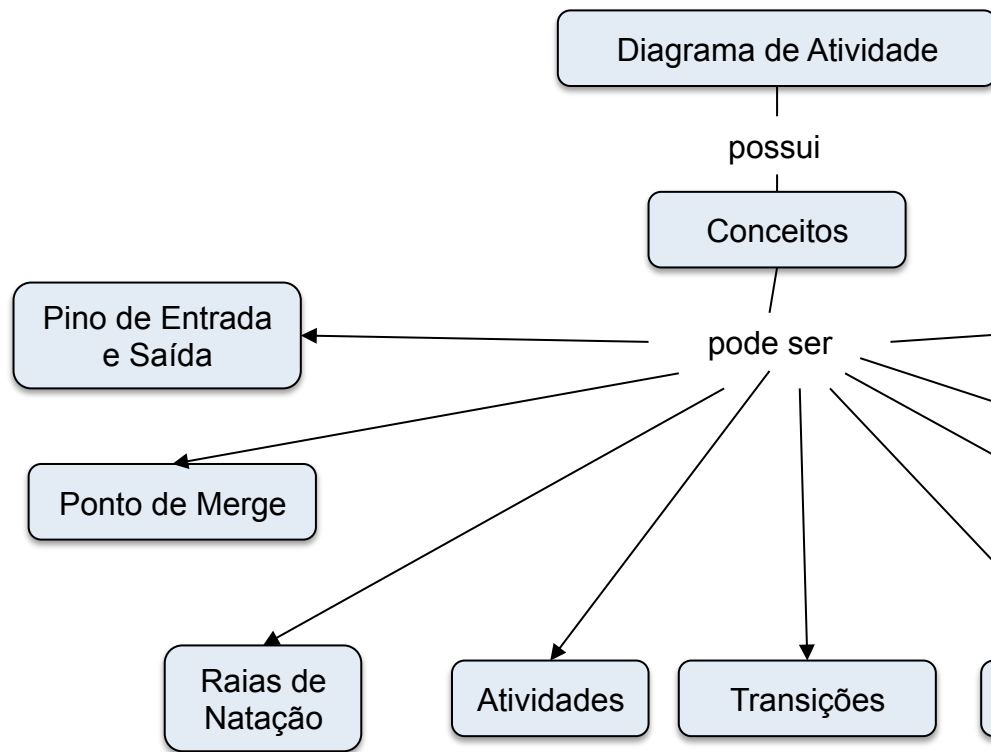 Diagrama de Atividade
possui
Conceitos
Pino de Entrada
e Saída
pode ser
Ponto de Merge
Raias de
Natação
Atividades
Transições